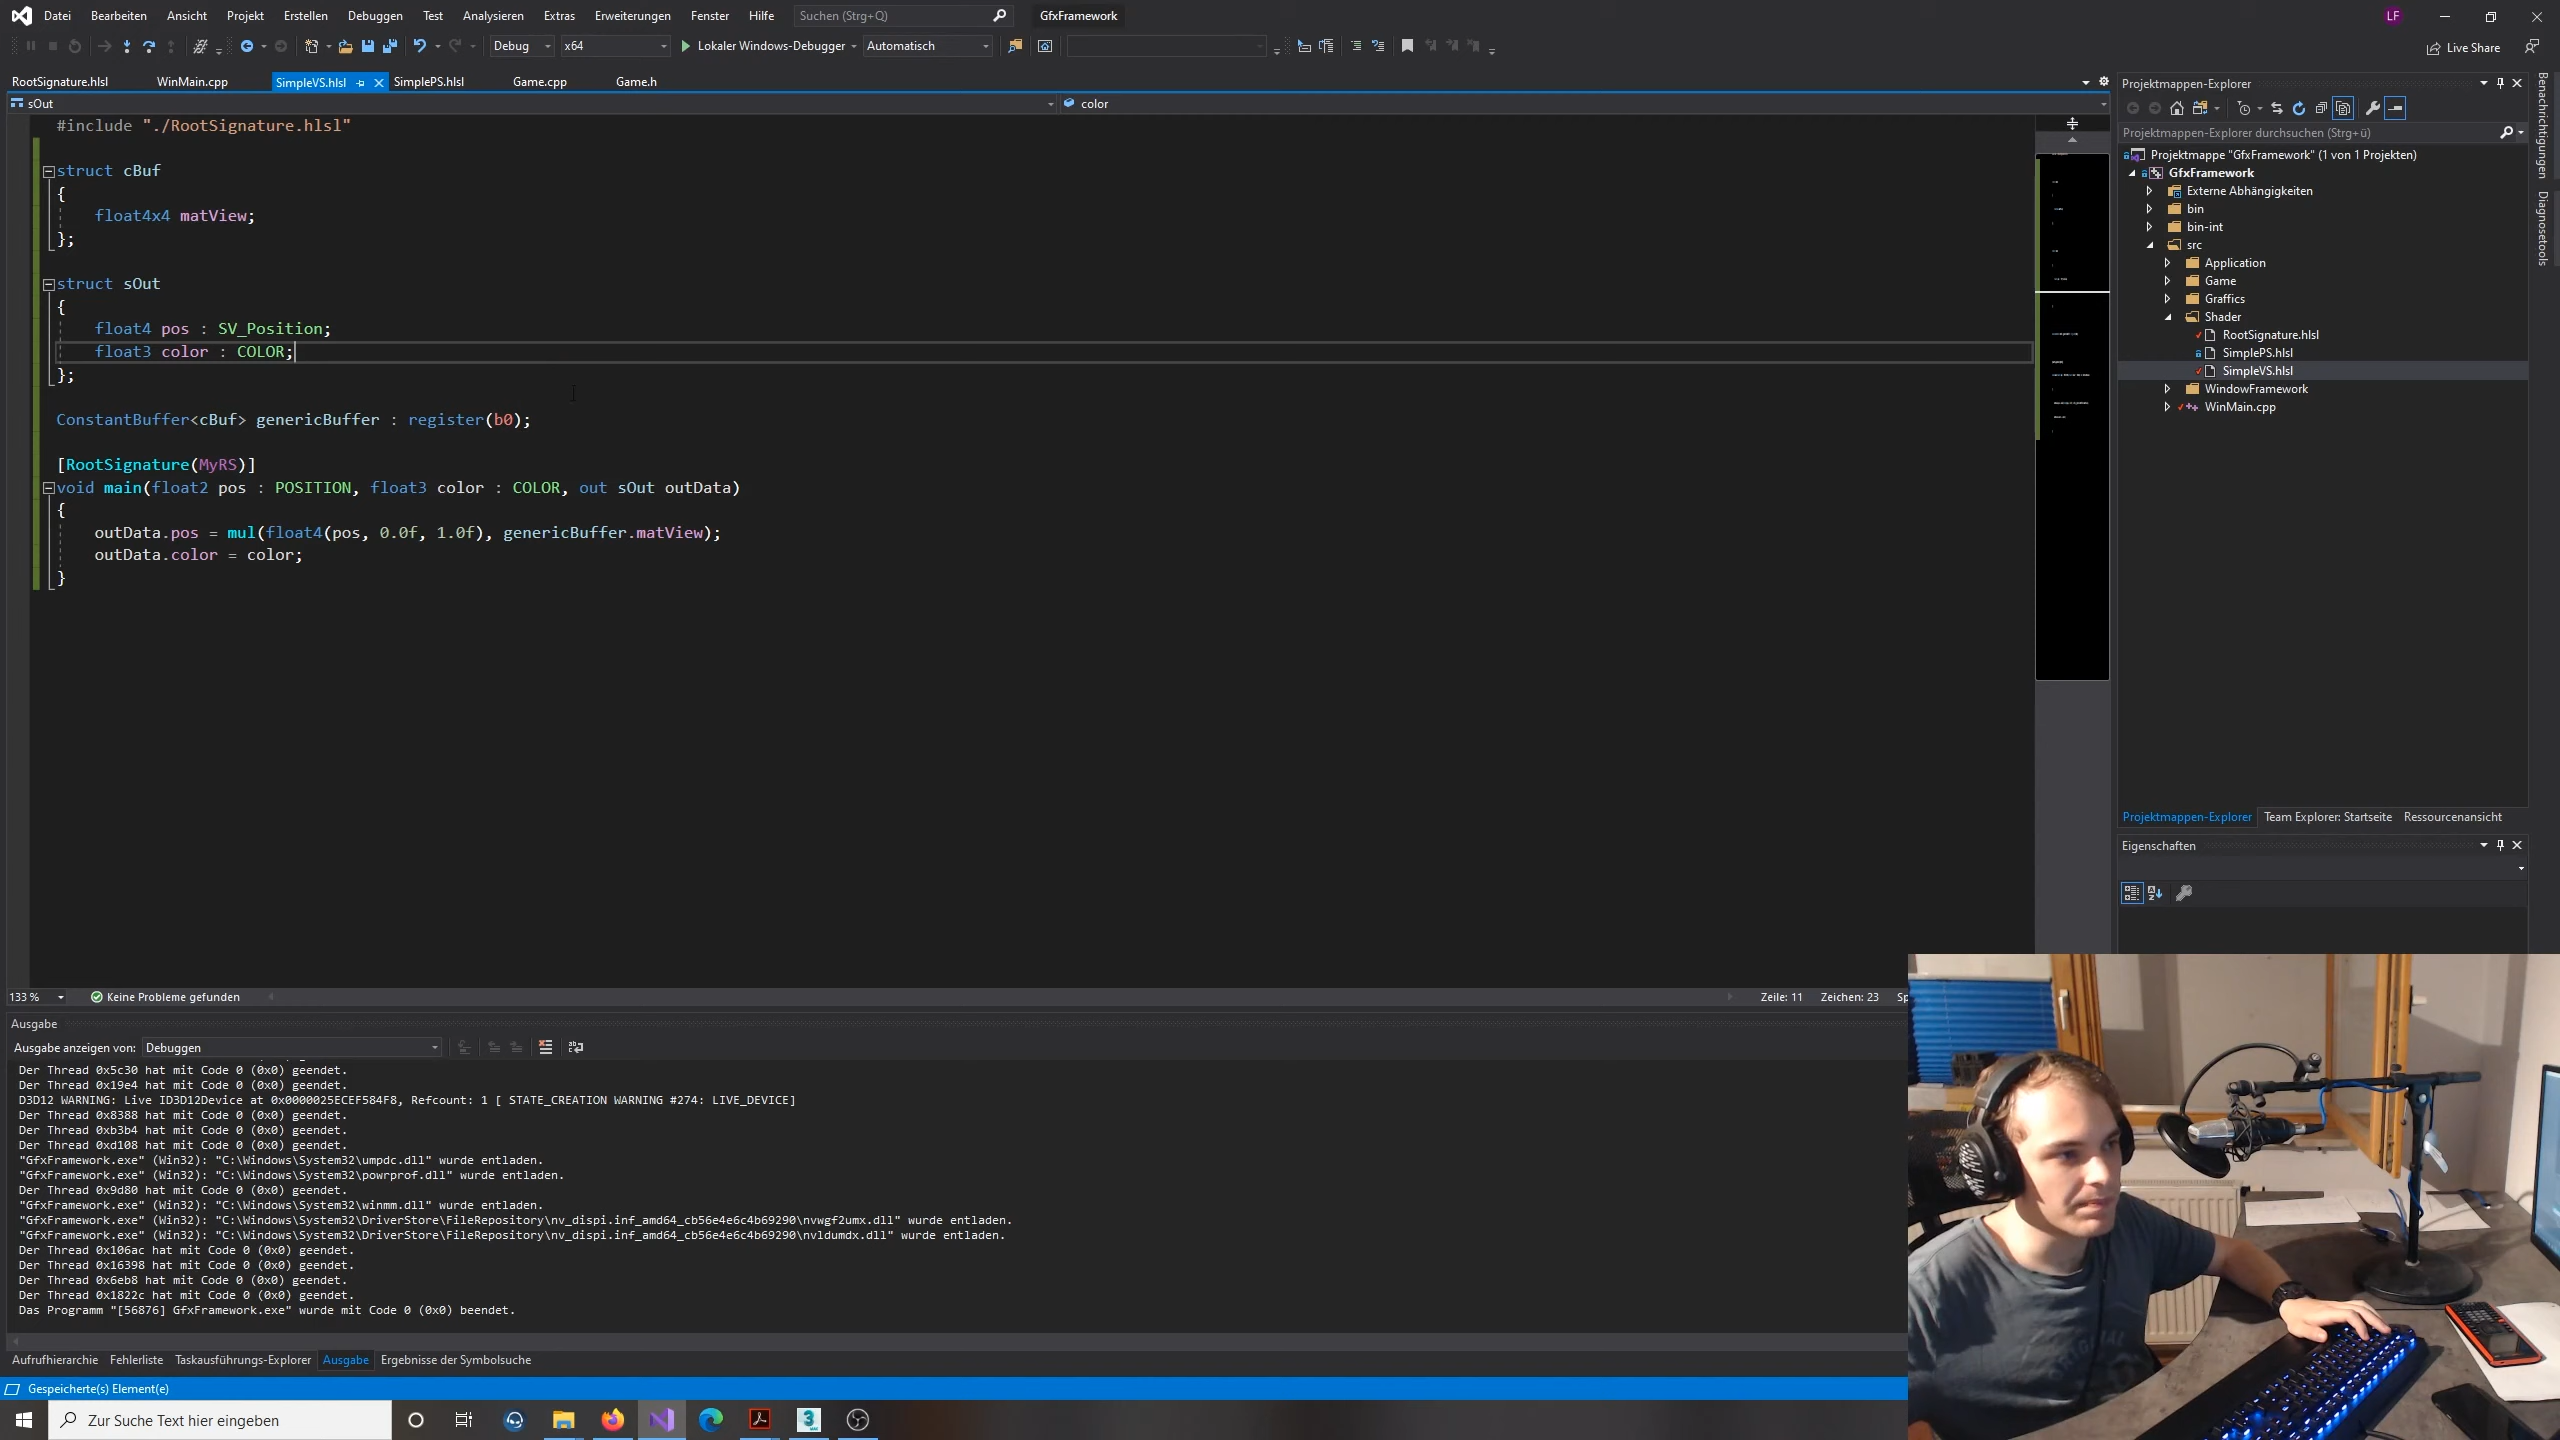 Datei Bearbeiten Ansicht Projekt Erstellen Debuggen Test Analysieren Extras Erweiterungen Fenster Hilfe Suchen (Strg+Q) GfxFramework LF
Debug x64 Lokaler Windows-Debugger Automatisch Live Share
RootSignature.hlsl WinMain.cpp SimpleVS.hlsl SimplePS.hlsl Game.cpp Game.h
sOut color
#include "./RootSignature.hlsl"
struct cBuf
{
float4x4 matView;
};
struct sOut
{
float4 pos : SV_Position;
float3 color : COLOR;
};
ConstantBuffer<cBuf> genericBuffer : register(b0);
[RootSignature(MyRS)]
void main(float2 pos : POSITION, float3 color : COLOR, out sOut outData)
{
outData.pos = mul(float4(pos, 0.0f, 1.0f), genericBuffer.matView);
outData.color = color;
}
133 % Keine Probleme gefunden Zeile: 11 Zeichen: 23 Sp
Ausgabe
Ausgabe anzeigen von: Debuggen
Der Thread 0x5c30 hat mit Code 0 (0x0) geendet.
Der Thread 0x19e4 hat mit Code 0 (0x0) geendet.
D3D12 WARNING: Live ID3D12Device at 0x0000025ECEF584F8, Refcount: 1 [ STATE_CREATION WARNING #274: LIVE_DEVICE]
Der Thread 0x8388 hat mit Code 0 (0x0) geendet.
Der Thread 0xb3b4 hat mit Code 0 (0x0) geendet.
Der Thread 0xd108 hat mit Code 0 (0x0) geendet.
"GfxFramework.exe" (Win32): "C:\Windows\System32\umpdc.dll" wurde entladen.
"GfxFramework.exe" (Win32): "C:\Windows\System32\powrprof.dll" wurde entladen.
Der Thread 0x9d80 hat mit Code 0 (0x0) geendet.
"GfxFramework.exe" (Win32): "C:\Windows\System32\winmm.dll" wurde entladen.
"GfxFramework.exe" (Win32): "C:\Windows\System32\DriverStore\FileRepository\nv_dispi.inf_amd64_cb56e4e6c4b69290\nvwgf2umx.dll" wurde entladen.
"GfxFramework.exe" (Win32): "C:\Windows\System32\DriverStore\FileRepository\nv_dispi.inf_amd64_cb56e4e6c4b69290\nvldumdx.dll" wurde entladen.
Der Thread 0x106ac hat mit Code 0 (0x0) geendet.
Der Thread 0x16398 hat mit Code 0 (0x0) geendet.
Der Thread 0x6eb8 hat mit Code 0 (0x0) geendet.
Der Thread 0x1822c hat mit Code 0 (0x0) geendet.
Das Programm "[56876] GfxFramework.exe" wurde mit Code 0 (0x0) beendet.
Aufrufhierarchie Fehlerliste Taskausführungs-Explorer Ausgabe Ergebnisse der Symbolsuche
Gespeicherte(s) Element(e)
Zur Suche Text hier eingeben
Projektmappen-Explorer
Projektmappen-Explorer durchsuchen (Strg+ü)
Projektmappe "GfxFramework" (1 von 1 Projekten)
GfxFramework
Externe Abhängigkeiten
bin
bin-int
src
Application
Game
Graffics
Shader
RootSignature.hlsl
SimplePS.hlsl
SimpleVS.hlsl
WindowFramework
WinMain.cpp
Projektmappen-Explorer Team Explorer: Startseite Ressourcenansicht
Eigenschaften
Benachrichtigungen
Diagnosetools